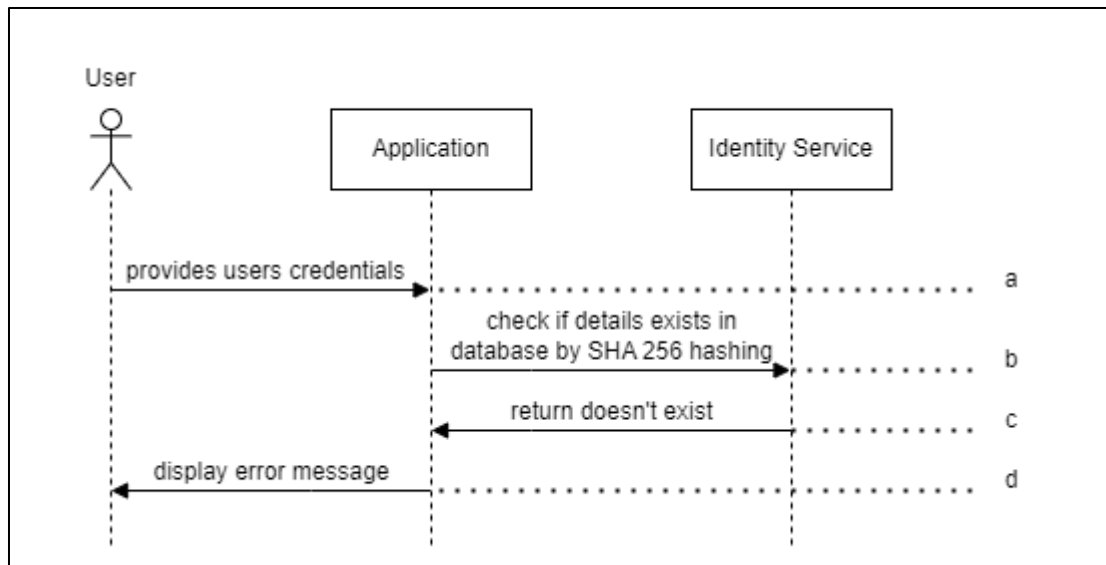 User
Application
Identity Service
provides users credentials
a
check if details exists in
database by SHA 256 hashing
b
return doesn't exist
c
display error message
d